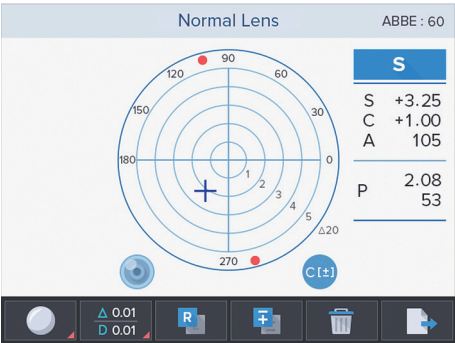 Normal Lens
ABBE : 60
90
120
60
150
30
180
0
1
2
3
4
5
Δ20
270
S
S +3.25
C +1.00
A 105
P 2.08
53
C[±]
Δ 0.01
D 0.01
R
∓